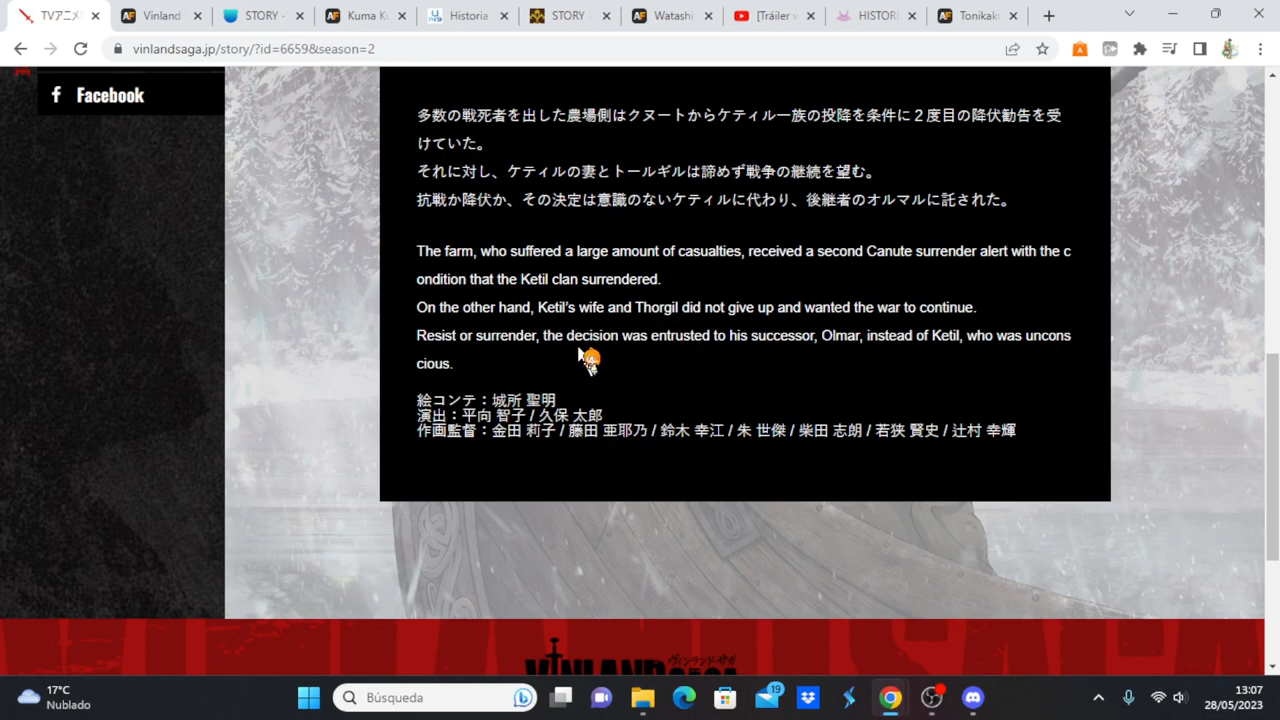 TVアニメ
Vinland
STORY -
Kuma Ku
Historia
STORY
Watashi
[Tráiler
HISTORI
Tonikak
vinlandsaga.jp/story/?id=6659&season=2
Facebook
多数の戦死者を出した農場側はクヌートからケティル一族の投降を条件に２度目の降伏勧告を受
けていた。
それに対し、ケティルの妻とトールギルは諦めず戦争の継続を望む。
抗戦か降伏か、その決定は意識のないケティルに代わり、後継者のオルマルに託された。
The farm, who suffered a large amount of casualties, received a second Canute surrender alert with the c
ondition that the Ketil clan surrendered.
On the other hand, Ketil's wife and Thorgil did not give up and wanted the war to continue.
Resist or surrender, the decision was entrusted to his successor, Olmar, instead of Ketil, who was uncons
cious.
絵コンテ：城所 聖明
演出：平向 智子 / 久保 太郎
作画監督：金田 莉子 / 藤田 亜耶乃 / 鈴木 幸江 / 朱 世傑 / 柴田 志朗 / 若狭 賢史 / 辻村 幸輝
ヴィンランド・サガ
17°C
Nublado
Búsqueda
19
13:07
28/05/2023